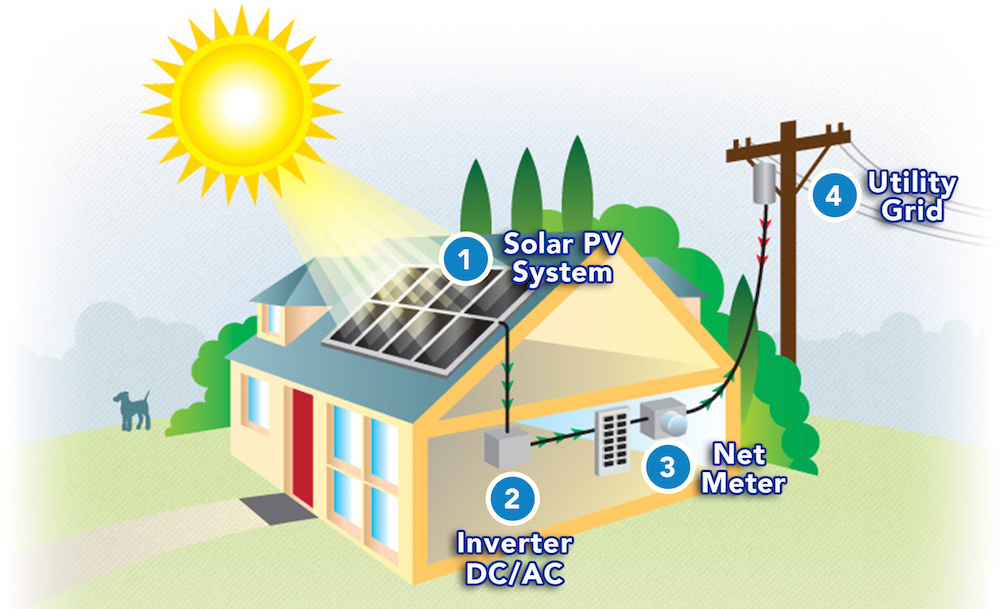 1
Solar PV
System
2
Inverter
DC/AC
3
Net
Meter
4
Utility
Grid